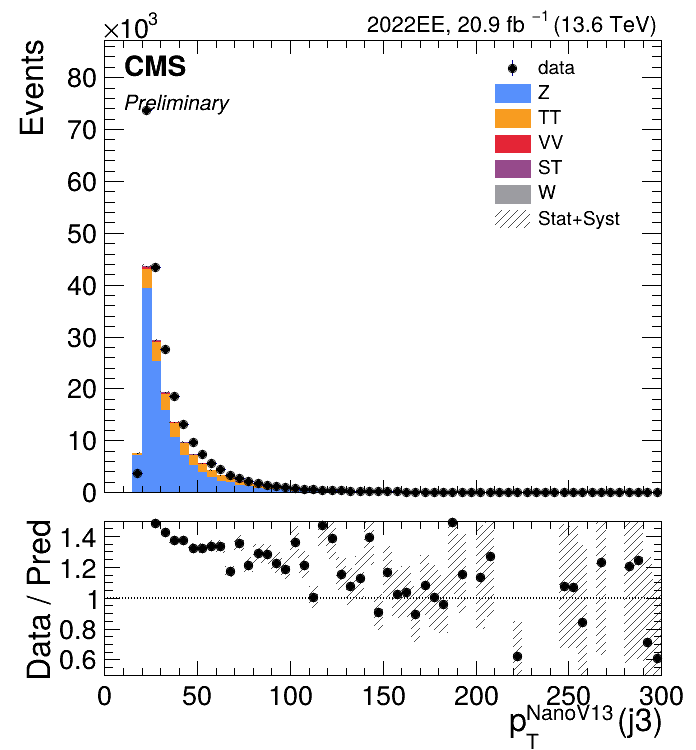 ×10³
2022EE, 20.9 fb⁻¹ (13.6 TeV)
Events
CMS
Preliminary
data
Z
TT
VV
ST
W
Stat+Syst
80
70
60
50
40
30
20
10
0
Data / Pred
1.4
1.2
1
0.8
0.6
0 50 100 150 200 250 300
p_T^NanoV13 (j3)